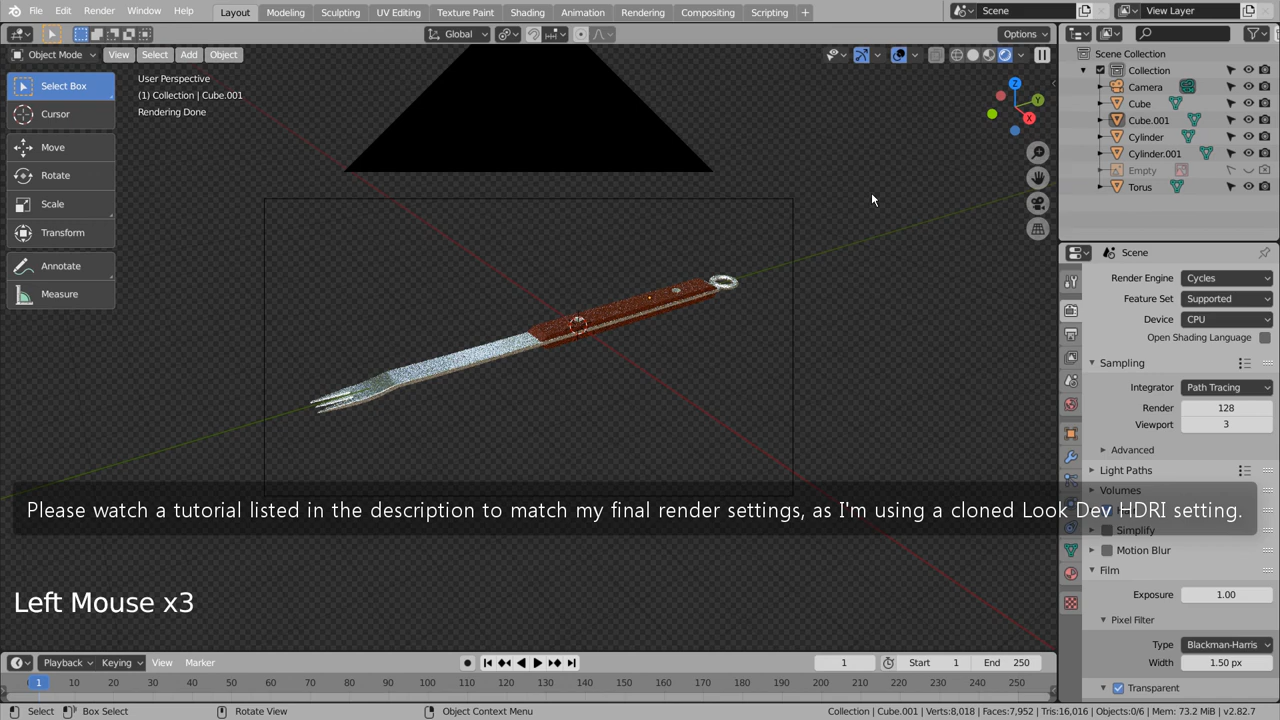 File Edit Render Window Help Layout Modeling Sculpting UV Editing Texture Paint Shading Animation Rendering Compositing Scripting + Scene View Layer
Global Options
Object Mode View Select Add Object
Scene Collection
Collection
Camera
Cube
Cube.001
Cylinder
Cylinder.001
Empty
Torus
Select Box
Cursor
Move
Rotate
Scale
Transform
Annotate
Measure
User Perspective
(1) Collection | Cube.001
Rendering Done
Z
Y
X
Scene
Render Engine Cycles
Feature Set Supported
Device CPU
Open Shading Language
Sampling
Integrator Path Tracing
Render 128
Viewport 3
Advanced
Light Paths
Volumes
Simplify
Motion Blur
Film
Exposure 1.00
Pixel Filter
Type Blackman-Harris
Width 1.50 px
Transparent
Please watch a tutorial listed in the description to match my final render settings, as I'm using a cloned Look Dev HDRI setting.
Left Mouse x3
Playback Keying View Marker 1 Start 1 End 250
1 10 20 30 40 50 60 70 80 90 100 110 120 130 140 150 160 170 180 190 200 210 220 230 240 250
Select Box Select Rotate View Object Context Menu Collection | Cube.001 | Verts:8,018 | Faces:7,952 | Tris:16,016 | Objects:0/6 | Mem: 73.2 MiB | v2.82.7